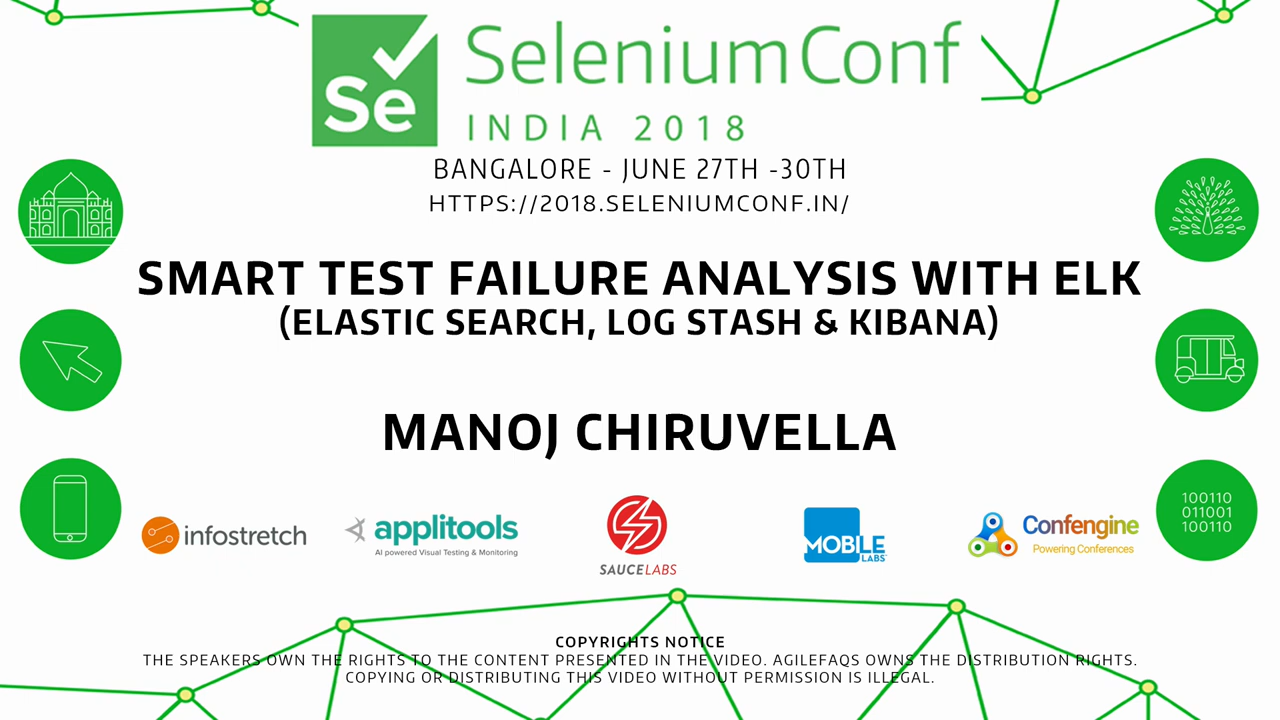 Se
SeleniumConf
INDIA 2018
BANGALORE - JUNE 27TH -30TH
HTTPS://2018.SELENIUMCONF.IN/
SMART TEST FAILURE ANALYSIS WITH ELK
(ELASTIC SEARCH, LOG STASH & KIBANA)
MANOJ CHIRUVELLA
100110
011001
100110
infostretch
applitools
AI powered Visual Testing & Monitoring
SAUCELABS
MOBILE
LABS
Confengine
Powering Conferences
COPYRIGHTS NOTICE
THE SPEAKERS OWN THE RIGHTS TO THE CONTENT PRESENTED IN THE VIDEO. AGILEFAQS OWNS THE DISTRIBUTION RIGHTS.
COPYING OR DISTRIBUTING THIS VIDEO WITHOUT PERMISSION IS ILLEGAL.